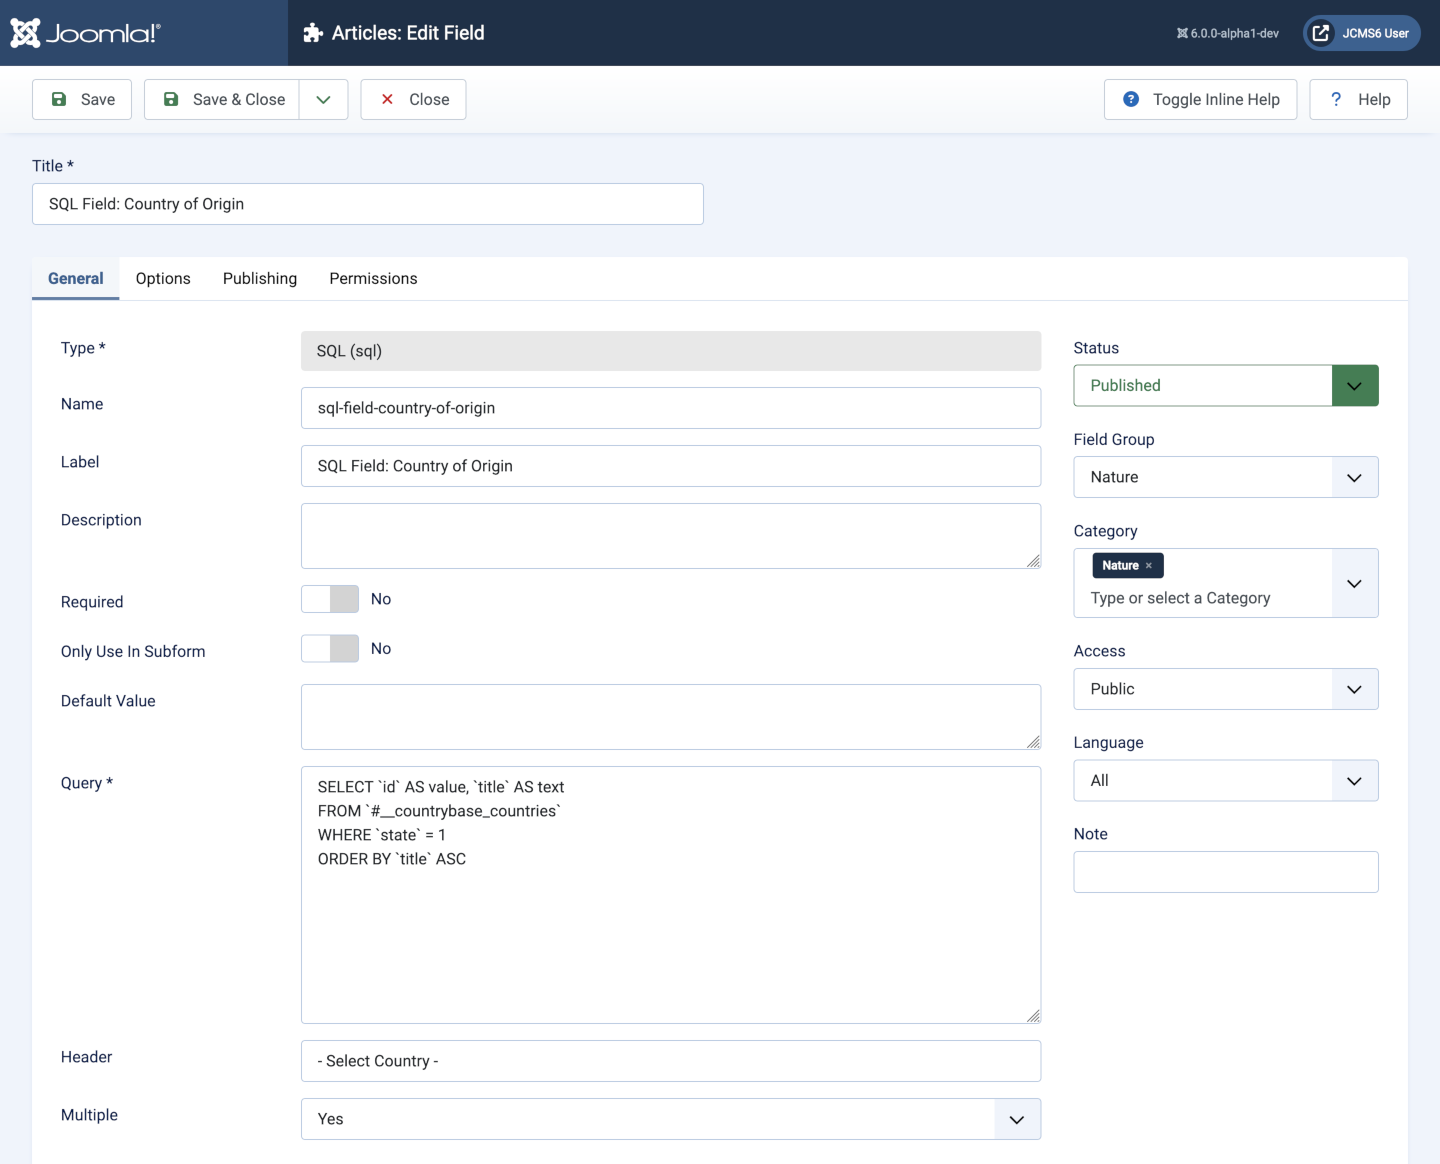 Joomla!®
Articles: Edit Field
6.0.0-alpha1-dev
JCMS6 User
Save
Save & Close
Close
Toggle Inline Help
? Help
Title *
SQL Field: Country of Origin
General
Options
Publishing
Permissions
Type *
SQL (sql)
Name
sql-field-country-of-origin
Label
SQL Field: Country of Origin
Description
Required
No
Only Use In Subform
No
Default Value
Query *
SELECT `id` AS value, `title` AS text
FROM `#__countrybase_countries`
WHERE `state` = 1
ORDER BY `title` ASC
Header
- Select Country -
Multiple
Yes
Status
Published
Field Group
Nature
Category
Nature ×
Type or select a Category
Access
Public
Language
All
Note